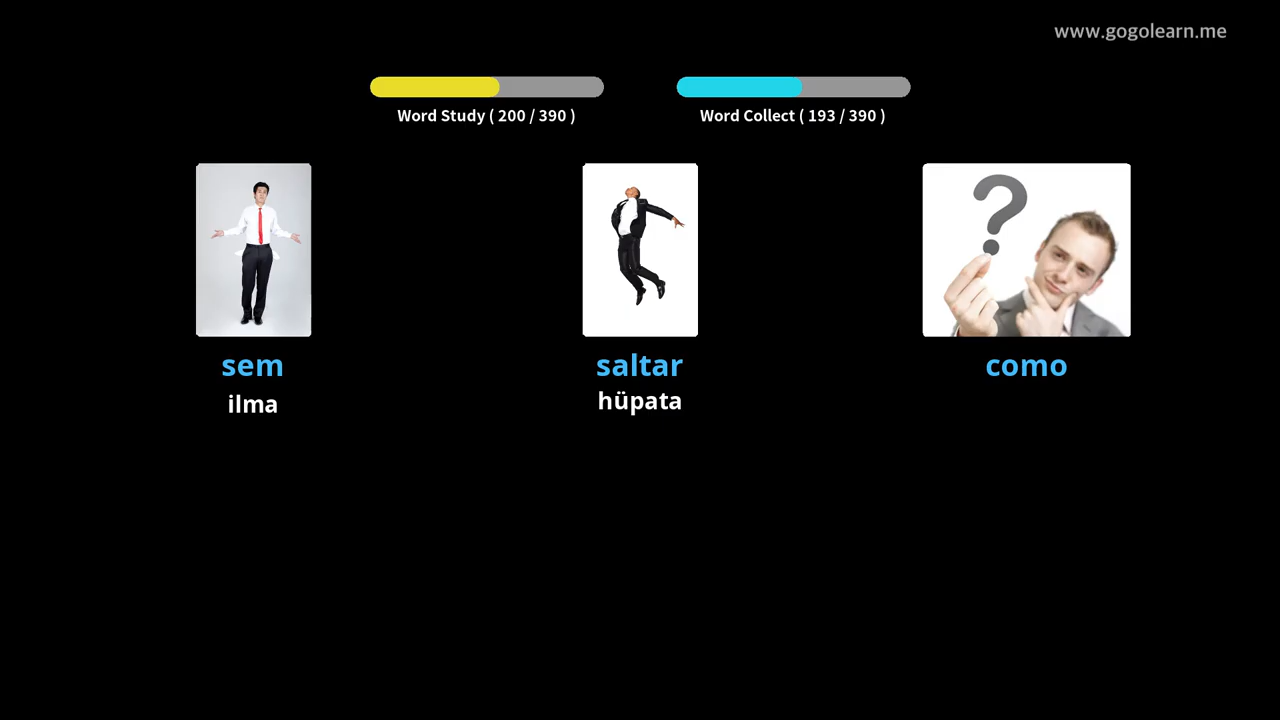 www.gogolearn.me
Word Study ( 200 / 390 )
Word Collect ( 193 / 390 )
sem
ilma
saltar
hüpata
como